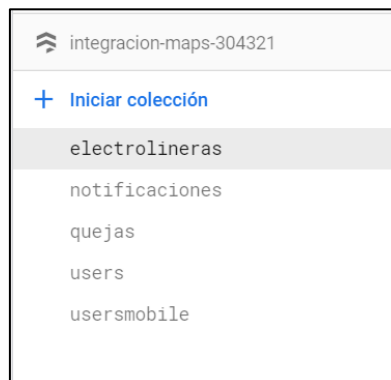 integracion-maps-304321
+ Iniciar colección
electrolineras
notificaciones
quejas
users
usersmobile